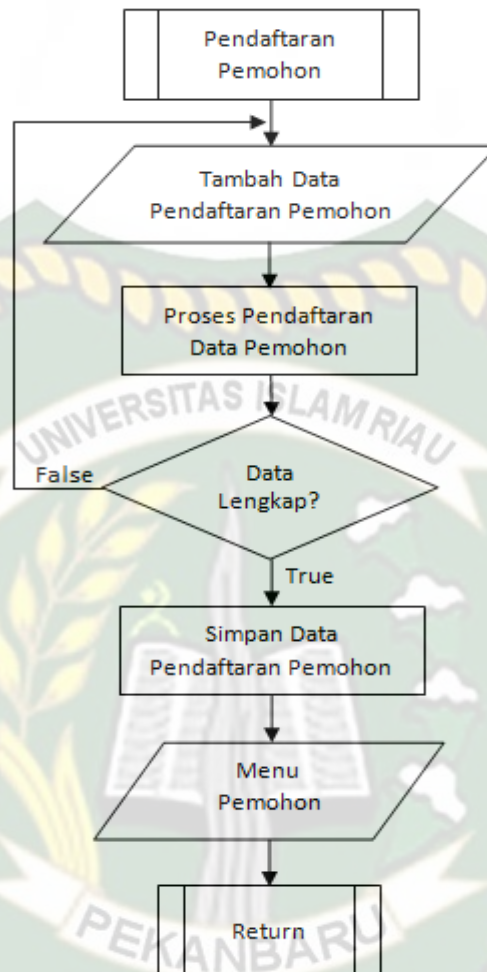 Pendaftaran
Pemohon
Tambah Data
Pendaftaran Pemohon
Proses Pendaftaran
Data Pemohon
UNIVERSITAS ISLAM RIAU
False
Data
Lengkap?
True
Simpan Data
Pendaftaran Pemohon
Menu
Pemohon
Return
PEKANBARU